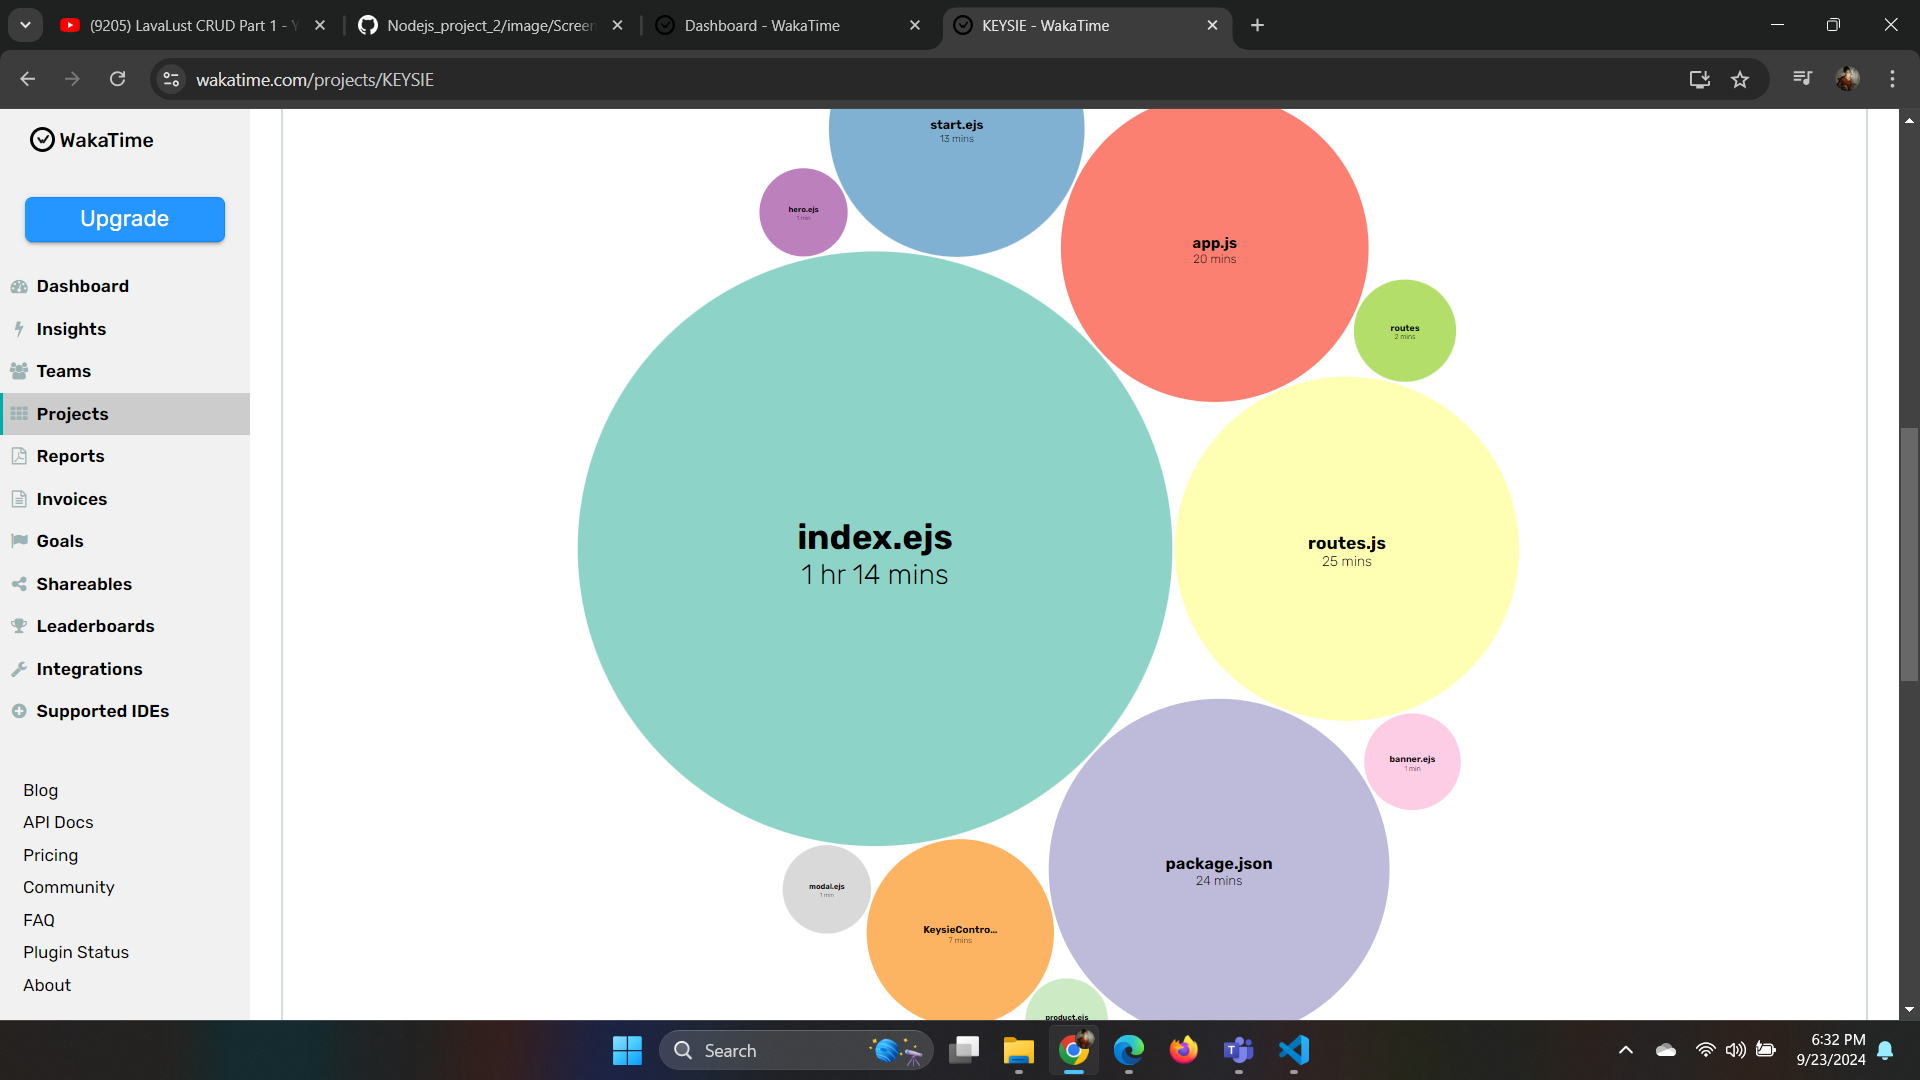 (9205) LavaLust CRUD Part 1 - Y
Nodejs_project_2/image/Screen
Dashboard - WakaTime
KEYSIE - WakaTime
wakatime.com/projects/KEYSIE
WakaTime
Upgrade
Dashboard
Insights
Teams
Projects
Reports
Invoices
Goals
Shareables
Leaderboards
Integrations
Supported IDEs
Blog
API Docs
Pricing
Community
FAQ
Plugin Status
About
start.ejs
13 mins
hero.ejs
1 min
app.js
20 mins
routes
2 mins
index.ejs
1 hr 14 mins
routes.js
25 mins
banner.ejs
1 min
package.json
24 mins
modal.ejs
1 min
KeysieContro...
7 mins
product.ejs
Search
6:32 PM
9/23/2024